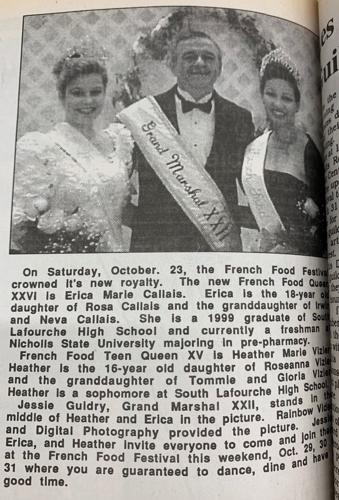 Grand Marshal XXII
On Saturday, October. 23, the French Food Festival
crowned it's new royalty. The new French Food Queen
XXVI is Erica Marie Callais. Erica is the 18-year old
daughter of Rosa Callais and the granddaughter of
and Neva Callais. She is a 1999 graduate of South
Lafourche High School and currently a freshman
Nicholls State University majoring in pre-pharmacy.
French Food Teen Queen XV is Heather Marie
Heather is the 16-year old daughter of Roseanna
and the granddaughter of Tommie and Gloria
Heather is a sophomore at South Lafourche High School.
Jessie Guidry, Grand Marshal XXII, stands in the
middle of Heather and Erica in the picture. Rainbow
and Digital Photography provided the picture.
Erica, and Heather invite everyone to come and join the
at the French Food Festival this weekend, Oct. 29, 30
31 where you are guaranteed to dance, dine and have
good time.